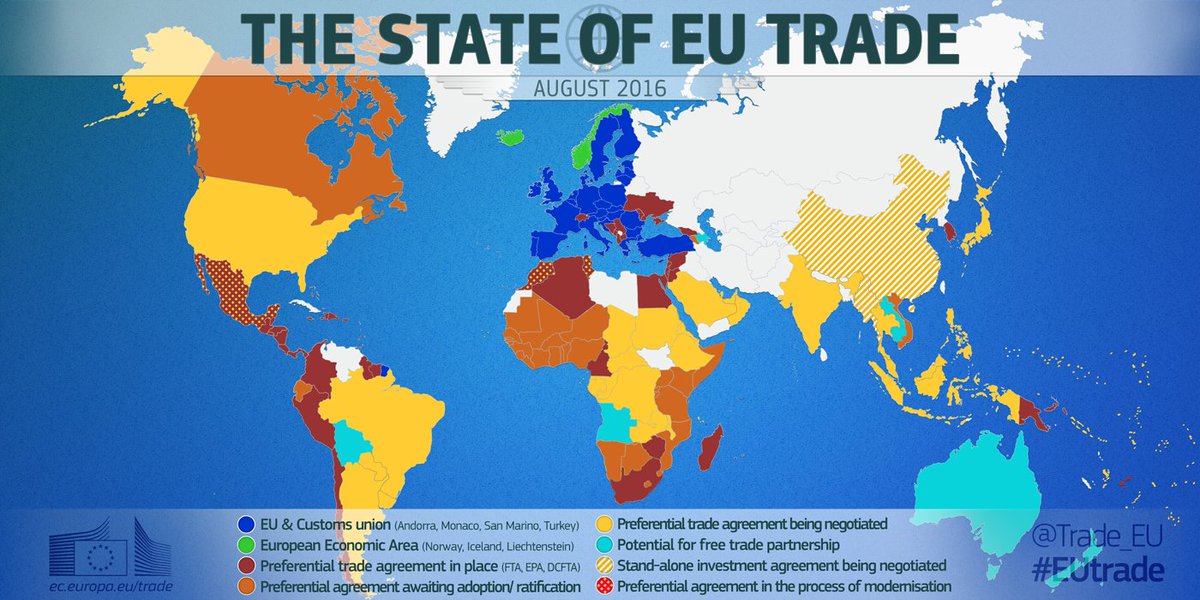 THE STATE OF EU TRADE
AUGUST 2016
EU & Customs union (Andorra, Monaco, San Marino, Turkey)
European Economic Area (Norway, Iceland, Liechtenstein)
Preferential trade agreement in place (FTA, EPA, DCFTA)
Preferential agreement awaiting adoption/ ratification
Preferential trade agreement being negotiated
Potential for free trade partnership
Stand-alone investment agreement being negotiated
Preferential agreement in the process of modernisation
ec.europa.eu/trade
@Trade_EU
#EUtrade